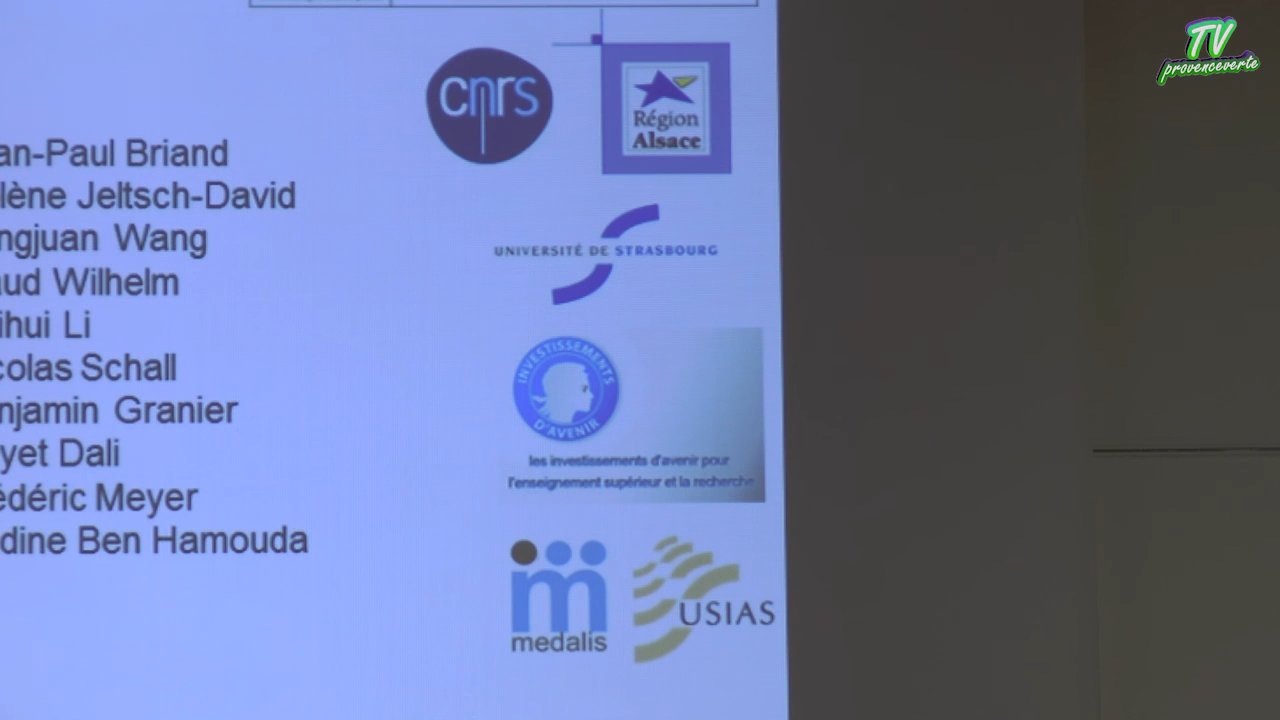 TV
provenceverte
cnrs
Région
Alsace
an-Paul Briand
lène Jeltsch-David
ngjuan Wang
UNIVERSITÉ DE STRASBOURG
ud Wilhelm
ihui Li
colas Schall
njamin Granier
yet Dali
édéric Meyer
dine Ben Hamouda
INVESTISSEMENTS
D'AVENIR
les investissements d'avenir pour
l'enseignement supérieur et la recherche
m
medalis
USIAS